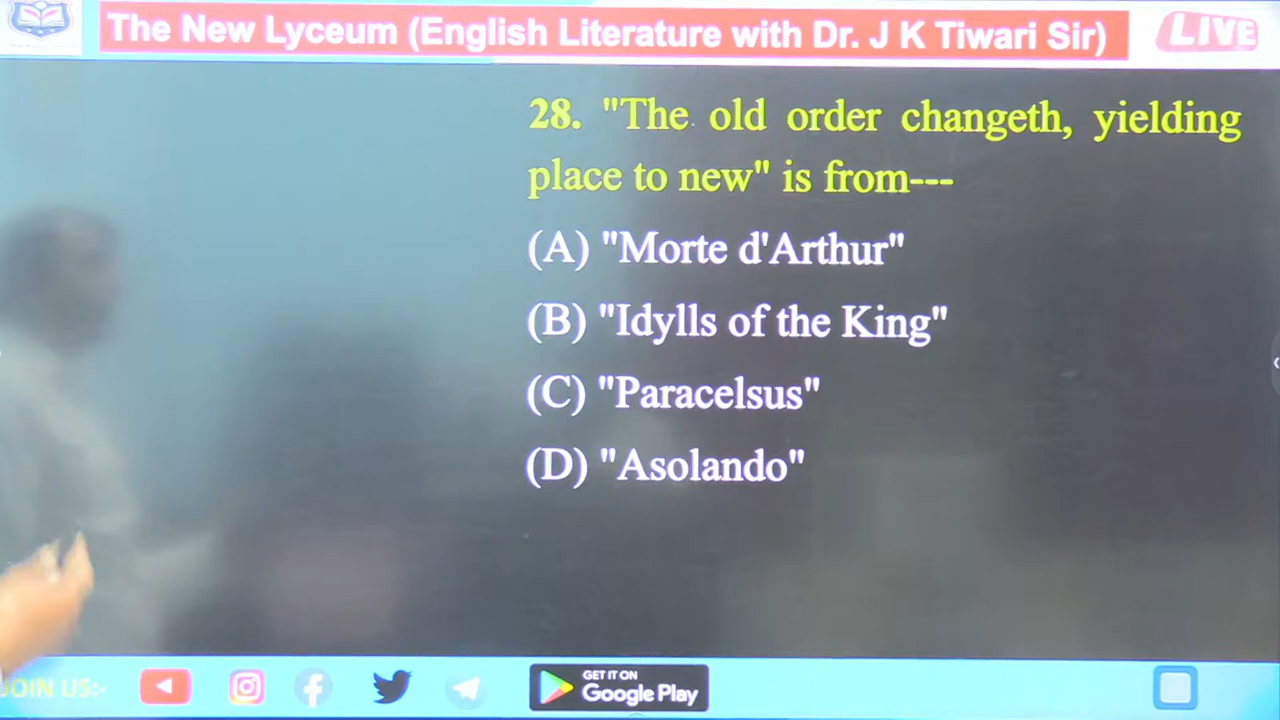 The New Lyceum (English Literature with Dr. J K Tiwari Sir)
LIVE
28. "The old order changeth, yielding
place to new" is from---
(A) "Morte d'Arthur"
(B) "Idylls of the King"
(C) "Paracelsus"
(D) "Asolando"
JOIN US:-
GET IT ON
Google Play